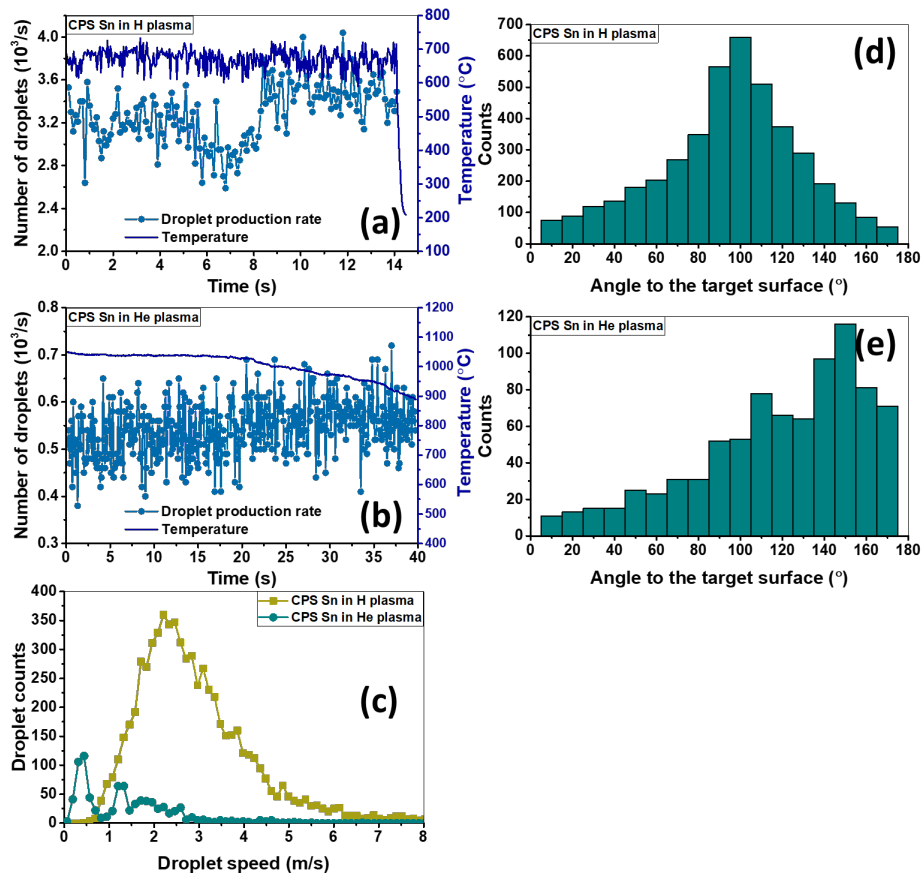 CPS Sn in H plasma
(a)
Number of droplets (10³/s)
4.0
3.6
3.2
2.8
2.4
2.0
800
700
600
500
400
300
200
100
Temperature (°C)
Droplet production rate
Temperature
0 2 4 6 8 10 12 14
Time (s)
CPS Sn in H plasma
(d)
Counts
700
600
500
400
300
200
100
0
0 20 40 60 80 100 120 140 160 180
Angle to the target surface (°)
CPS Sn in He plasma
(b)
Number of droplets (10³/s)
0.8
0.7
0.6
0.5
0.4
0.3
1200
1100
1000
900
800
700
600
500
400
Temperature (°C)
Droplet production rate
Temperature
0 5 10 15 20 25 30 35 40
Time (s)
CPS Sn in He plasma
(e)
Counts
120
100
80
60
40
20
0
0 20 40 60 80 100 120 140 160 180
Angle to the target surface (°)
CPS Sn in H plasma
CPS Sn in He plasma
(c)
Droplet counts
400
350
300
250
200
150
100
50
0
0 1 2 3 4 5 6 7 8
Droplet speed (m/s)